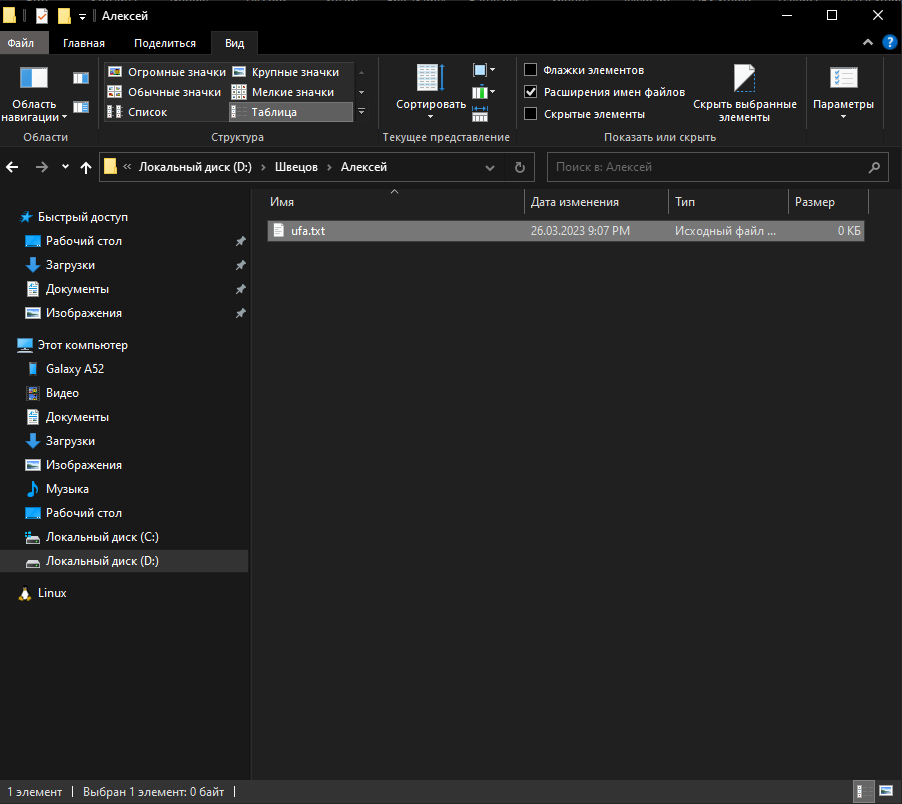 Алексей
Файл Главная Поделиться Вид
Область навигации
Области
Огромные значки Крупные значки
Обычные значки Мелкие значки
Список Таблица
Структура
Сортировать
Текущее представление
Флажки элементов
Расширения имен файлов
Скрытые элементы
Скрыть выбранные элементы
Показать или скрыть
Параметры
« Локальный диск (D:) › Швецов › Алексей
Поиск в: Алексей
Имя Дата изменения Тип Размер
ufa.txt 26.03.2023 9:07 PM Исходный файл ... 0 КБ
Быстрый доступ
Рабочий стол
Загрузки
Документы
Изображения
Этот компьютер
Galaxy A52
Видео
Документы
Загрузки
Изображения
Музыка
Рабочий стол
Локальный диск (C:)
Локальный диск (D:)
Linux
1 элемент Выбран 1 элемент: 0 байт